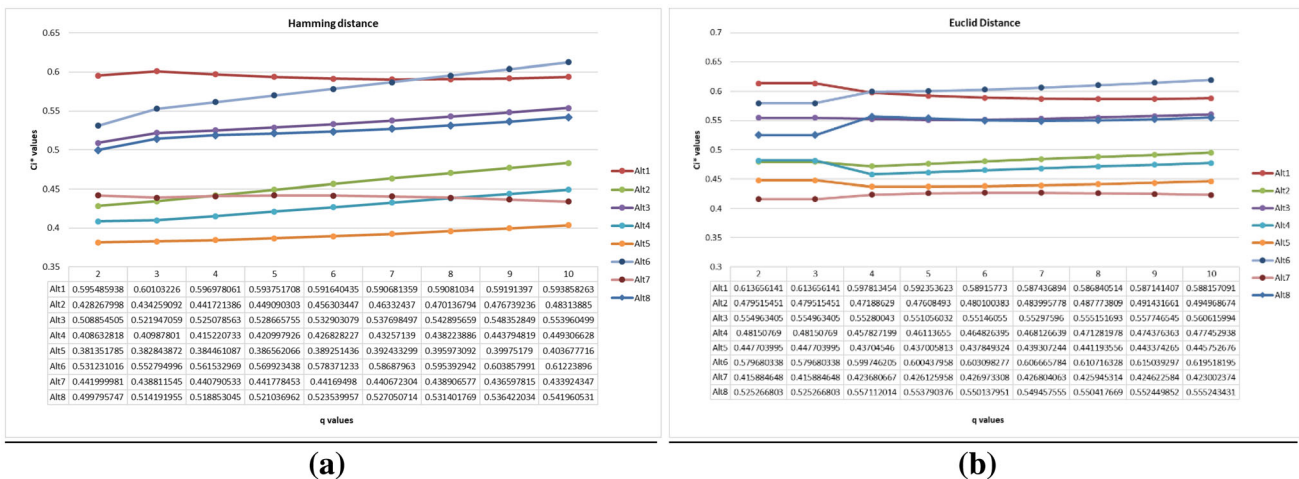 Hamming distance
0.65
0.6
0.55
0.5
0.45
0.4
0.35
Ci* values
Alt1
Alt2
Alt3
Alt4
Alt5
Alt6
Alt7
Alt8
2 3 4 5 6 7 8 9 10
Alt1 0.595485938 0.60103226 0.596978061 0.593751708 0.591640435 0.590681359 0.59081034 0.59191397 0.593858263
Alt2 0.428267998 0.434259092 0.441721386 0.449090303 0.456303447 0.46332437 0.470136794 0.476739236 0.48313885
Alt3 0.508854505 0.521947059 0.525078563 0.528665755 0.532903079 0.537698497 0.542895659 0.548352849 0.553960499
Alt4 0.408632818 0.40987801 0.415220733 0.420997926 0.426828227 0.43257139 0.438223886 0.443794819 0.449306628
Alt5 0.381351785 0.382843872 0.384461087 0.386562066 0.389251436 0.392433299 0.395973092 0.39975179 0.403677716
Alt6 0.531231016 0.552794996 0.561532969 0.569923438 0.578371233 0.58687963 0.595392942 0.603857991 0.61223896
Alt7 0.441999981 0.438811545 0.440790533 0.441778453 0.44169498 0.440672304 0.438906577 0.436597815 0.433924347
Alt8 0.499795747 0.514191955 0.518853045 0.521036962 0.523539957 0.527050714 0.531401769 0.536422034 0.541960531
q values
(a)
Euclid Distance
0.7
0.65
0.6
0.55
0.5
0.45
0.4
0.35
0.3
Ci* values
Alt1
Alt2
Alt3
Alt4
Alt5
Alt6
Alt7
Alt8
2 3 4 5 6 7 8 9 10
Alt1 0.613656141 0.613656141 0.597813454 0.592353623 0.58915773 0.587436894 0.586840514 0.587141407 0.588157091
Alt2 0.479515451 0.479515451 0.47188629 0.47608493 0.480100383 0.483995778 0.487773809 0.491431661 0.494968674
Alt3 0.554963405 0.554963405 0.55280043 0.551056032 0.55146055 0.55297596 0.555151693 0.557746545 0.560615994
Alt4 0.48150769 0.48150769 0.457827199 0.46113655 0.464826395 0.468126639 0.471281978 0.474376363 0.477452938
Alt5 0.447703995 0.447703995 0.43704546 0.437005813 0.437849324 0.439307244 0.441193556 0.443374265 0.445752676
Alt6 0.579680338 0.579680338 0.599746205 0.600437958 0.603098277 0.606665784 0.610716328 0.615039297 0.619518195
Alt7 0.415884648 0.415884648 0.423680667 0.426125958 0.426973308 0.426804063 0.425945314 0.424622584 0.423002374
Alt8 0.525266803 0.525266803 0.557112014 0.553790376 0.550137951 0.549457555 0.550417669 0.552449852 0.555243431
q values
(b)